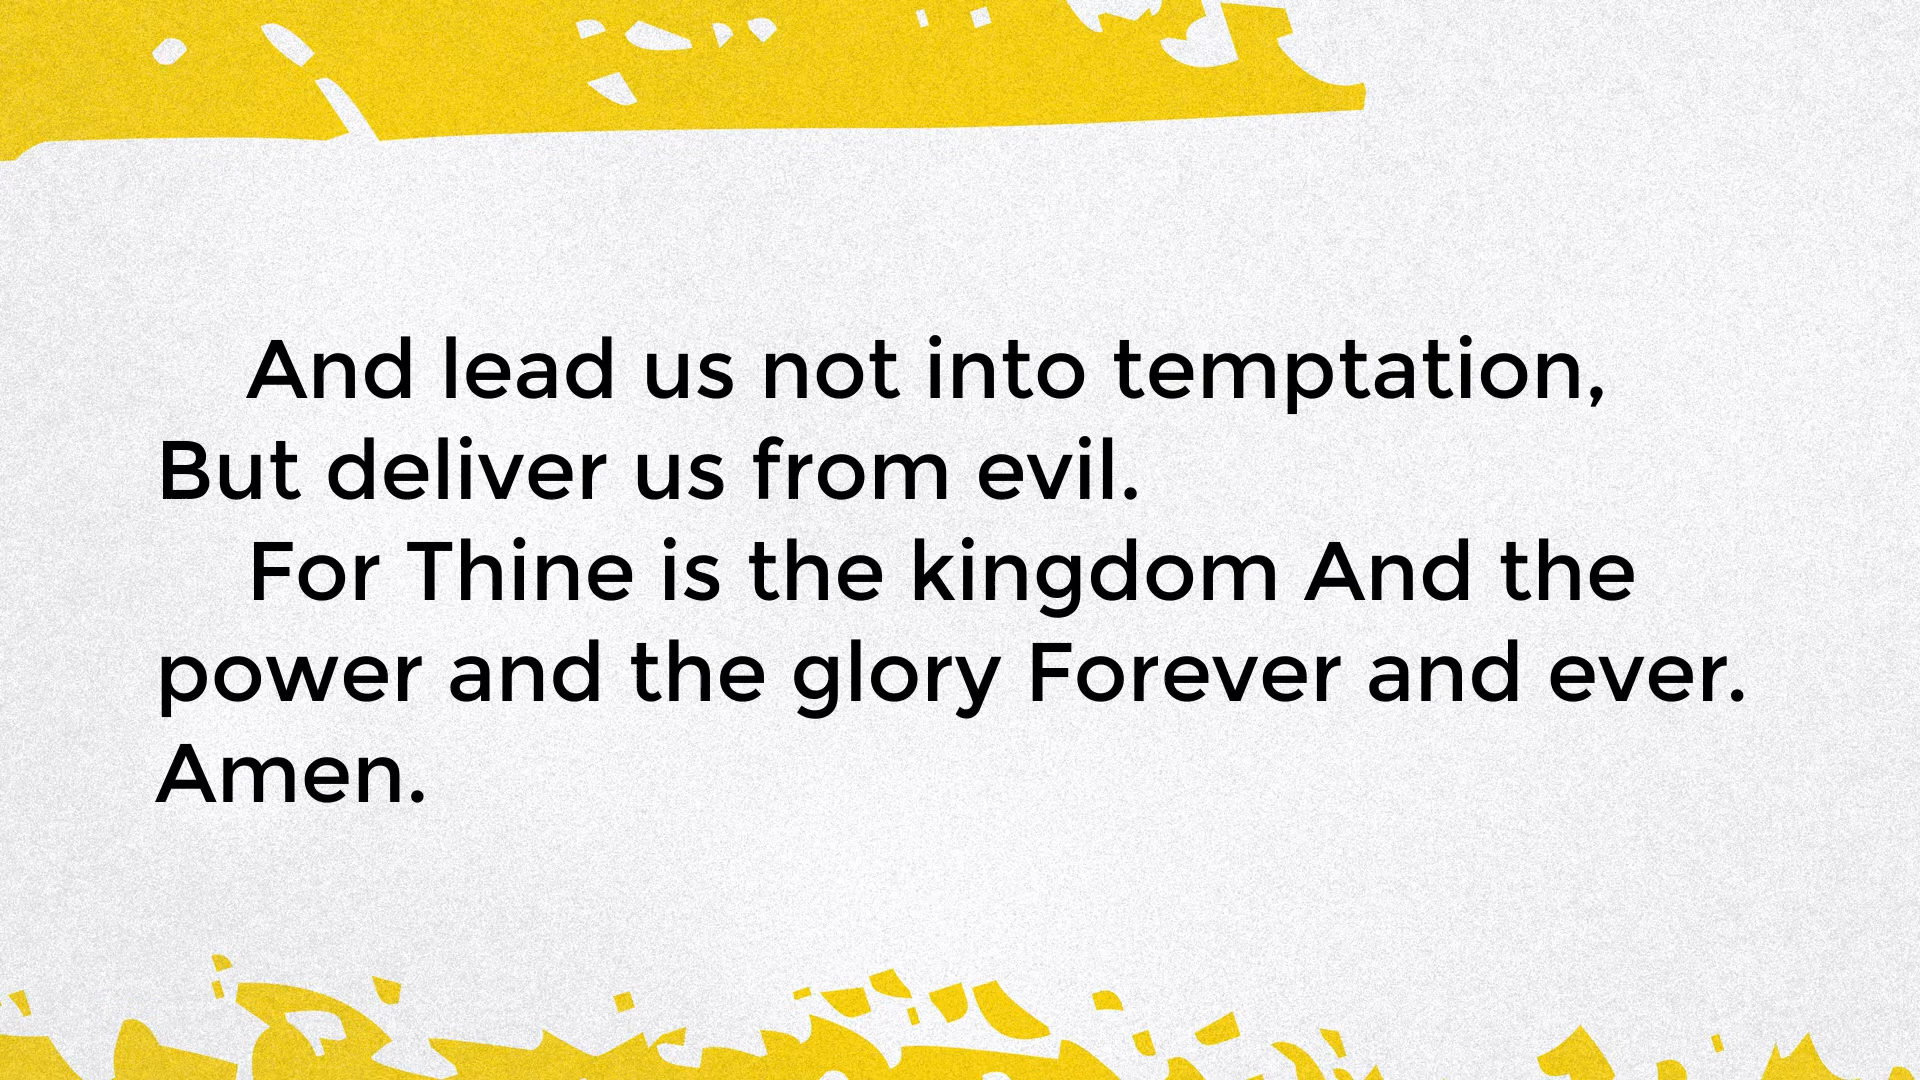 And lead us not into temptation,
But deliver us from evil.
For Thine is the kingdom And the
power and the glory Forever and ever.
Amen.